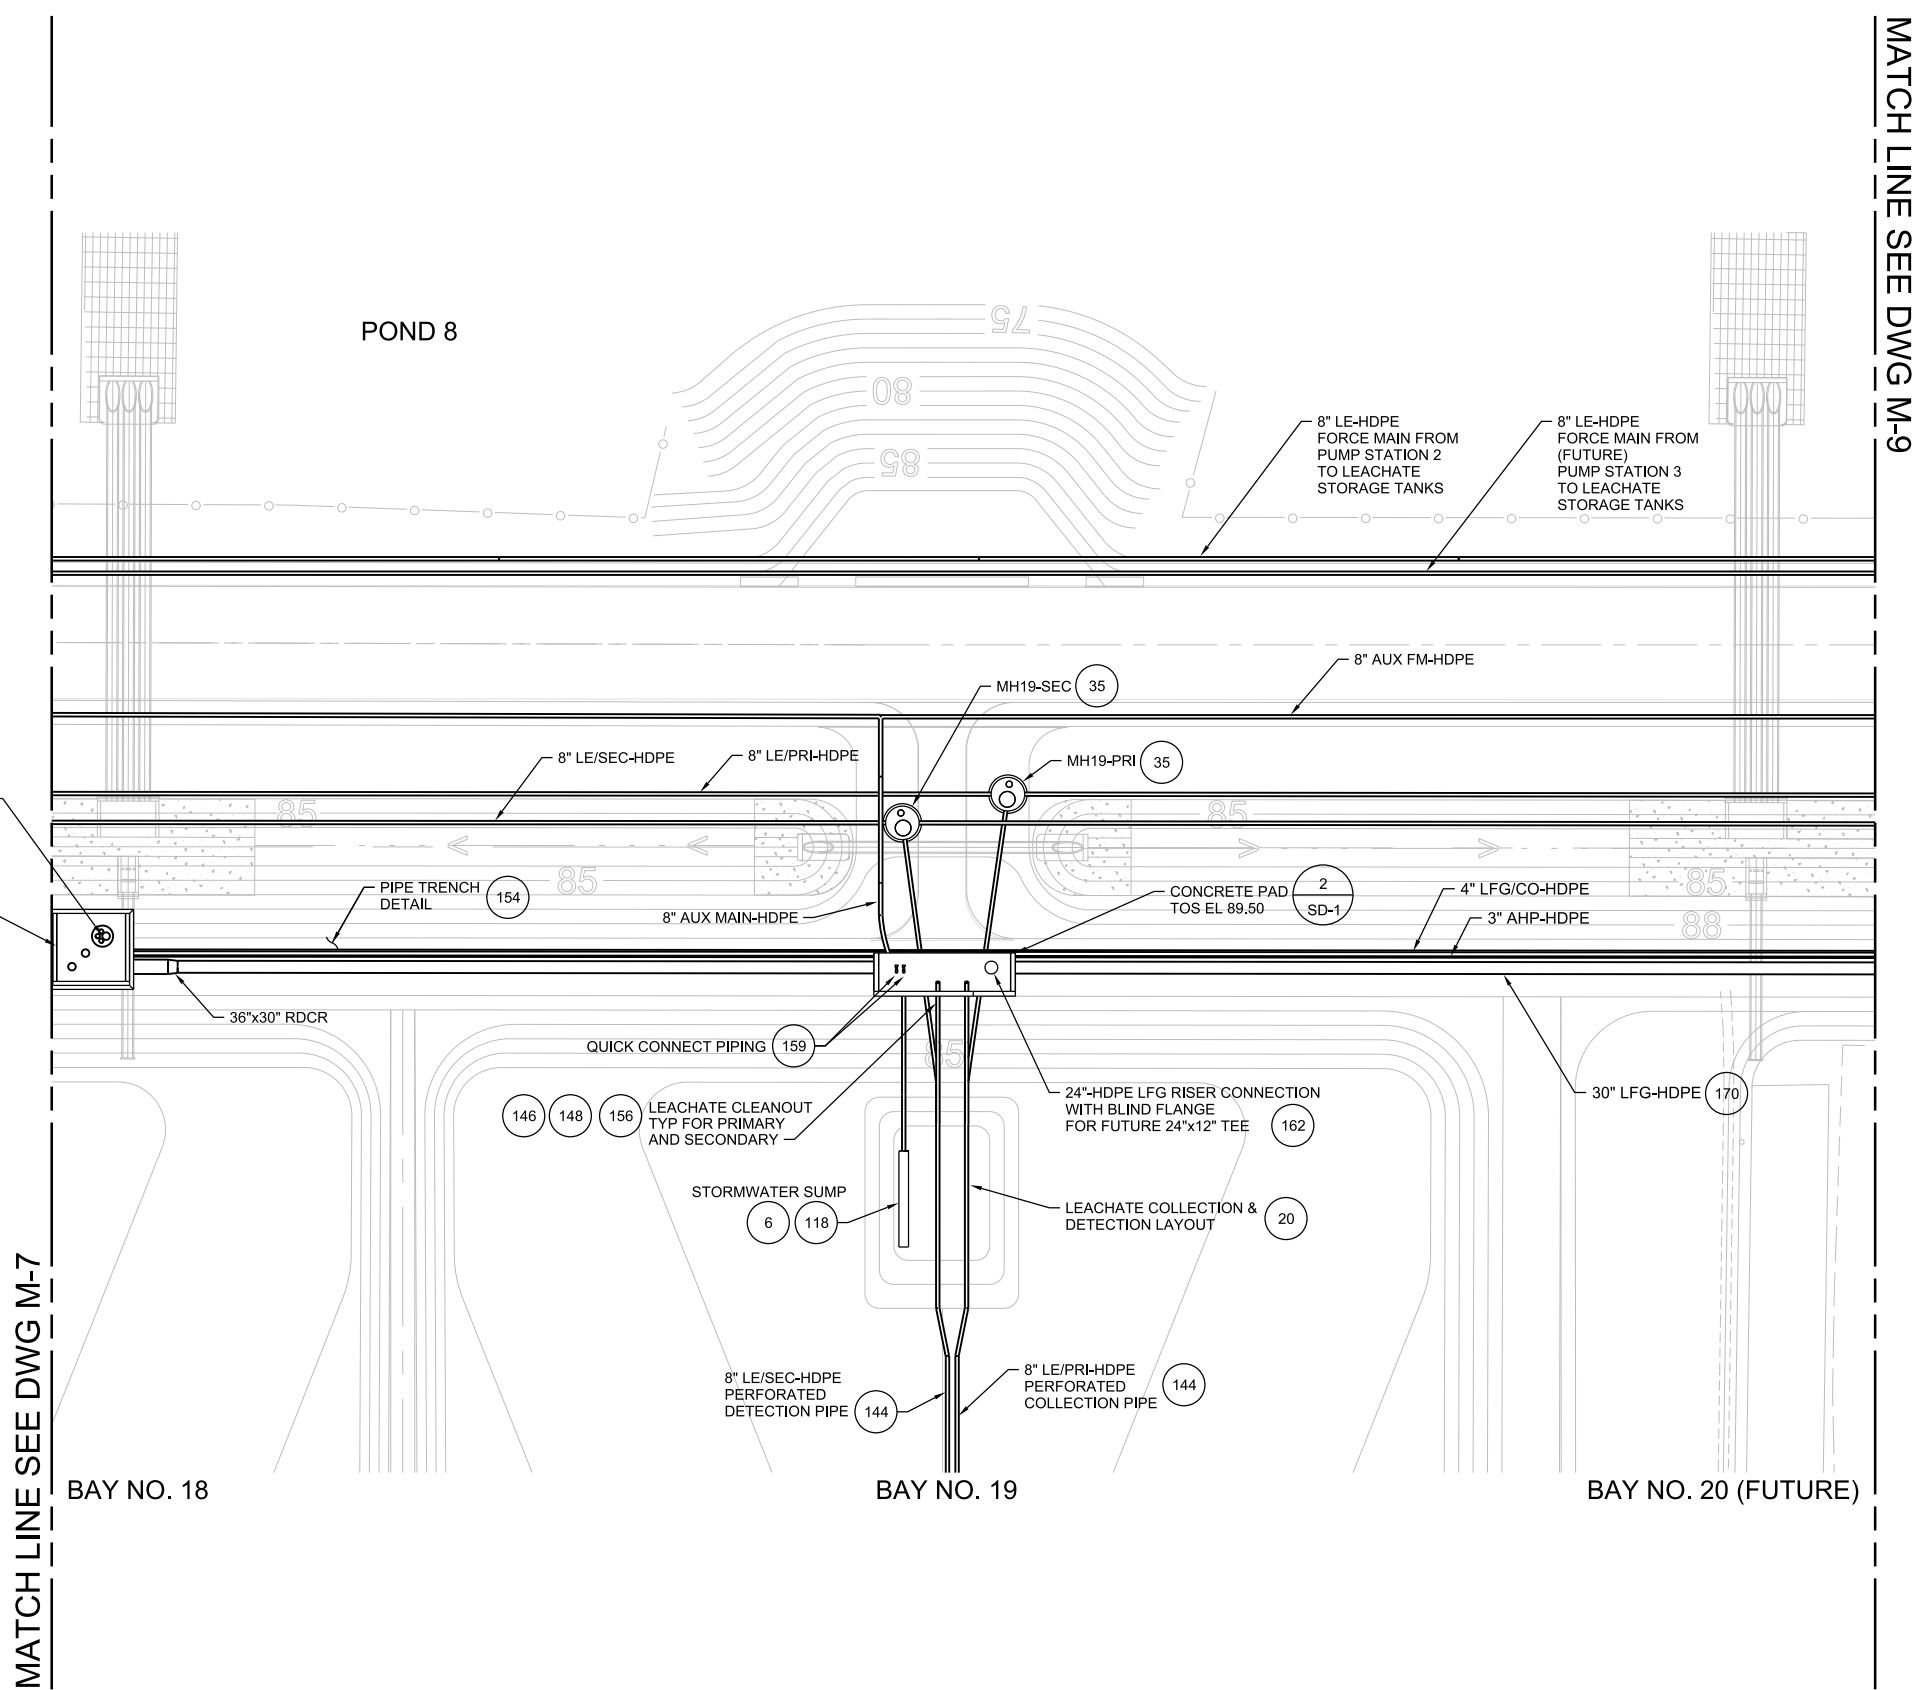 MATCH LINE SEE DWG M-9
75
POND 8
80
8" LE-HDPE
FORCE MAIN FROM
PUMP STATION 2
TO LEACHATE
STORAGE TANKS
8" LE-HDPE
FORCE MAIN FROM
(FUTURE)
PUMP STATION 3
TO LEACHATE
STORAGE TANKS
85
8" AUX FM-HDPE
MH19-SEC 35
8" LE/SEC-HDPE
8" LE/PRI-HDPE
MH19-PRI 35
85
85
85
85
PIPE TRENCH
DETAIL
154
CONCRETE PAD
TOS EL 89.50
2
SD-1
4" LFG/CO-HDPE
8" AUX MAIN-HDPE
3" AHP-HDPE
88
36"x30" RDCR
QUICK CONNECT PIPING 159
85
24"-HDPE LFG RISER CONNECTION
WITH BLIND FLANGE
FOR FUTURE 24"x12" TEE
162
30" LFG-HDPE 170
146 148 156
LEACHATE CLEANOUT
TYP FOR PRIMARY
AND SECONDARY
STORMWATER SUMP
6 118
LEACHATE COLLECTION &
DETECTION LAYOUT
20
8" LE/SEC-HDPE
PERFORATED
DETECTION PIPE
144
8" LE/PRI-HDPE
PERFORATED
COLLECTION PIPE
144
MATCH LINE SEE DWG M-7
BAY NO. 18
BAY NO. 19
BAY NO. 20 (FUTURE)